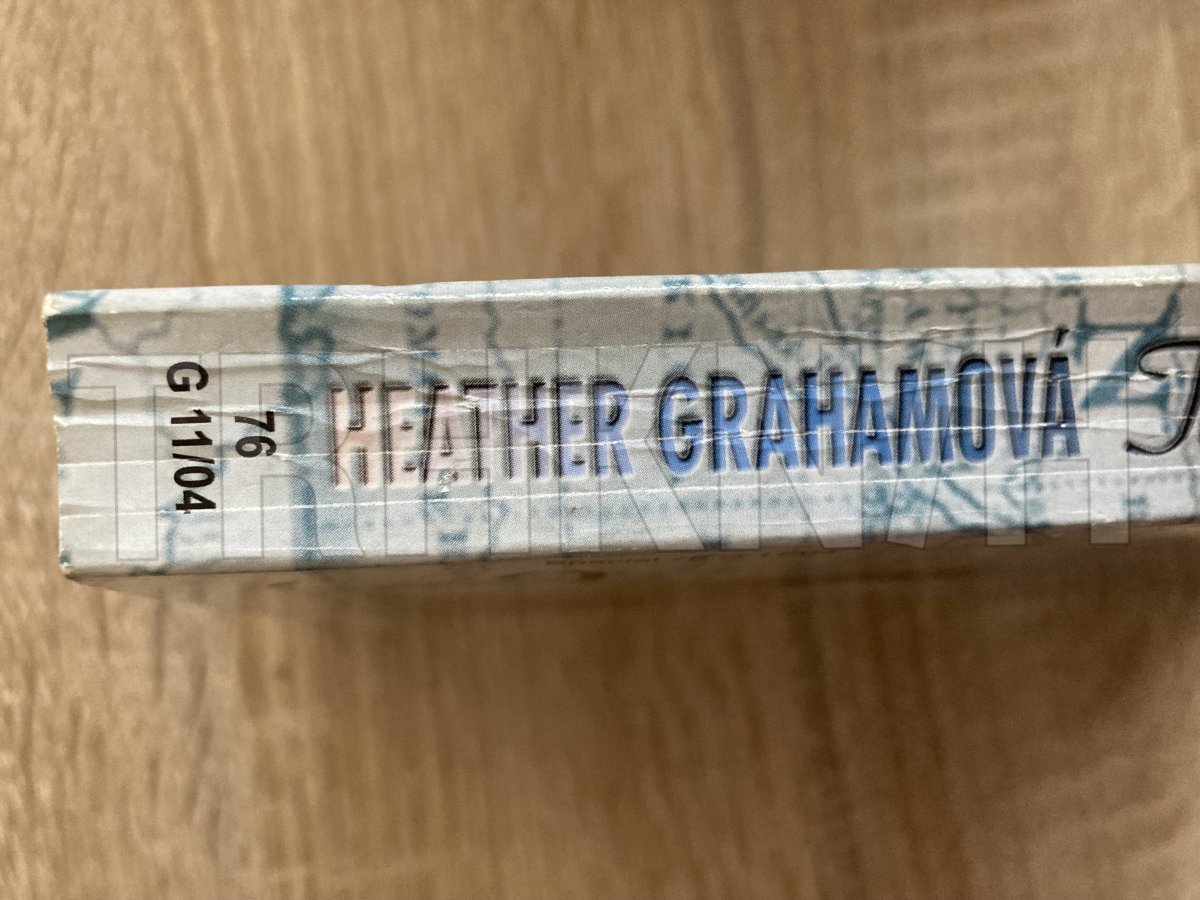 76
G 11/04
HEATHER GRAHAMOVÁ